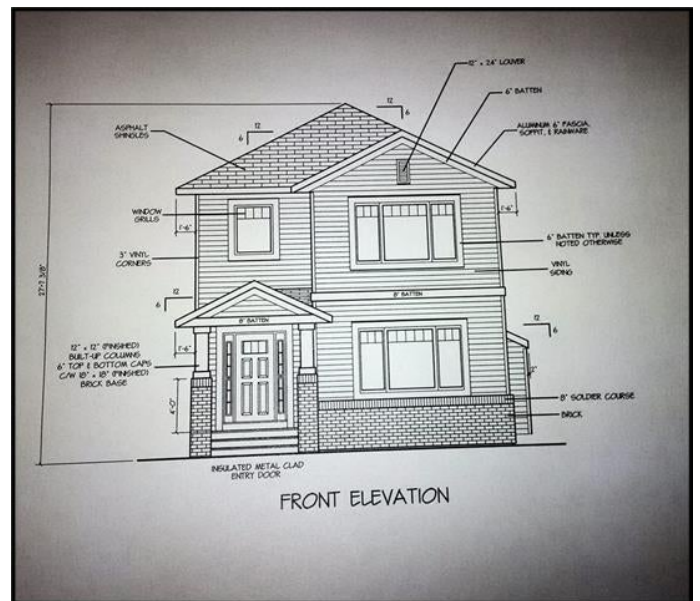 12" x 24" LOUVER
6" BATTEN
ALUMINUM 6" FASCIA,
SOFFIT, & RAINWARE
12
6
12
6
ASPHALT
SHINGLES
WINDOW
GRILLS
1'-6"
1'-6"
3" VINYL
CORNERS
6" BATTEN TYP. UNLESS
NOTED OTHERWISE
VINYL
SIDING
27'-7 3/8"
12
6
8" BATTEN
8" BATTEN
12
6
12" x 12" (FINISHED)
BUILT-UP COLUMNS
6" TOP & BOTTOM CAPS
C/W 18" x 18" (FINISHED)
BRICK BASE
1'-6"
4'-0"
8" SOLDIER COURSE
BRICK
INSULATED METAL CLAD
ENTRY DOOR
FRONT ELEVATION